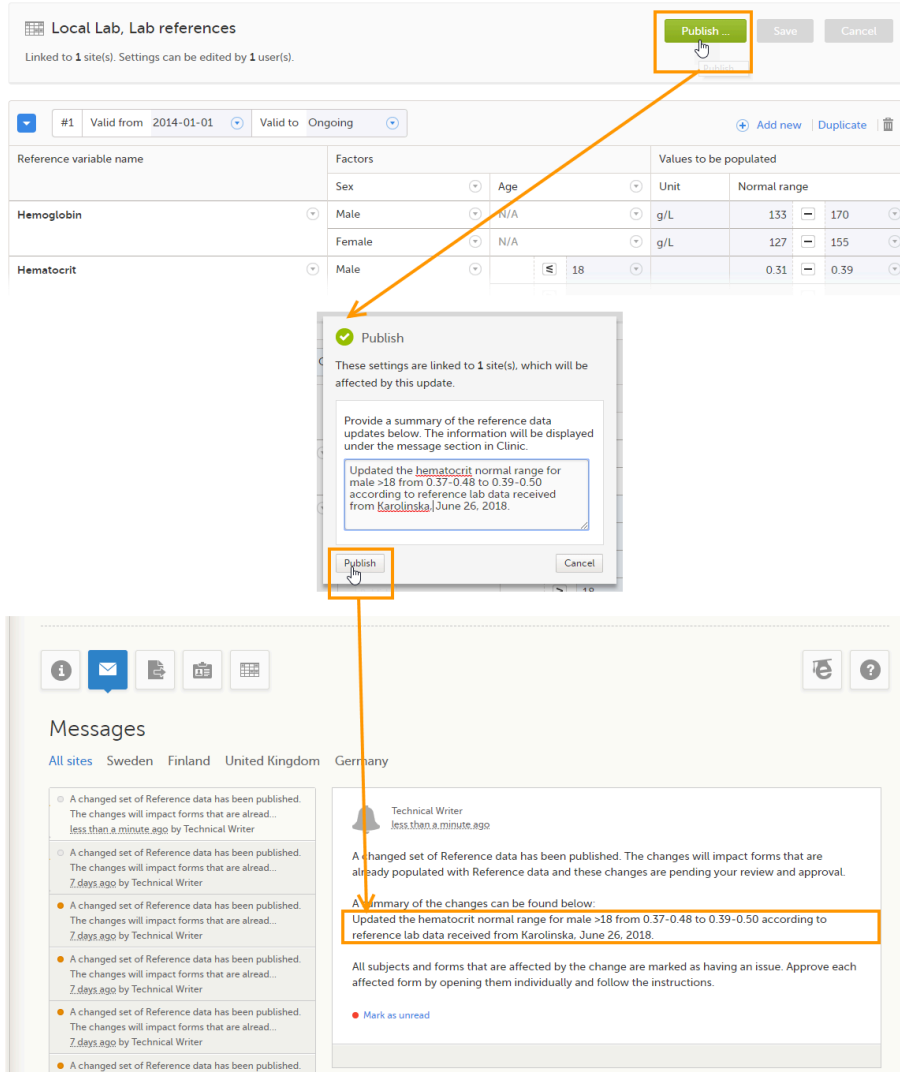 Local Lab, Lab references
Publish ...
Save
Cancel
Linked to 1 site(s). Settings can be edited by 1 user(s).
Publish...
#1 Valid from 2014-01-01 Valid to Ongoing
Add new Duplicate
Reference variable name Factors Values to be populated
Sex Age Unit Normal range
Hemoglobin Male N/A g/L 133 — 170
Female N/A g/L 127 — 155
Hematocrit Male ≤ 18 0.31 — 0.39
Publish
These settings are linked to 1 site(s), which will be
affected by this update.
Provide a summary of the reference data
updates below. The information will be displayed
under the message section in Clinic.
Updated the hematocrit normal range for
male >18 from 0.37-0.48 to 0.39-0.50
according to reference lab data received
from Karolinska, June 26, 2018.
Publish Cancel
> 18
Messages
All sites Sweden Finland United Kingdom Germany
A changed set of Reference data has been published.
The changes will impact forms that are alread...
less than a minute ago by Technical Writer
A changed set of Reference data has been published.
The changes will impact forms that are alread...
7 days ago by Technical Writer
A changed set of Reference data has been published.
The changes will impact forms that are alread...
7 days ago by Technical Writer
A changed set of Reference data has been published.
The changes will impact forms that are alread...
7 days ago by Technical Writer
A changed set of Reference data has been published.
The changes will impact forms that are alread...
7 days ago by Technical Writer
A changed set of Reference data has been published.
Technical Writer
less than a minute ago
A changed set of Reference data has been published. The changes will impact forms that are
already populated with Reference data and these changes are pending your review and approval.
A summary of the changes can be found below:
Updated the hematocrit normal range for male >18 from 0.37-0.48 to 0.39-0.50 according to
reference lab data received from Karolinska, June 26, 2018.
All subjects and forms that are affected by the change are marked as having an issue. Approve each
affected form by opening them individually and follow the instructions.
Mark as unread